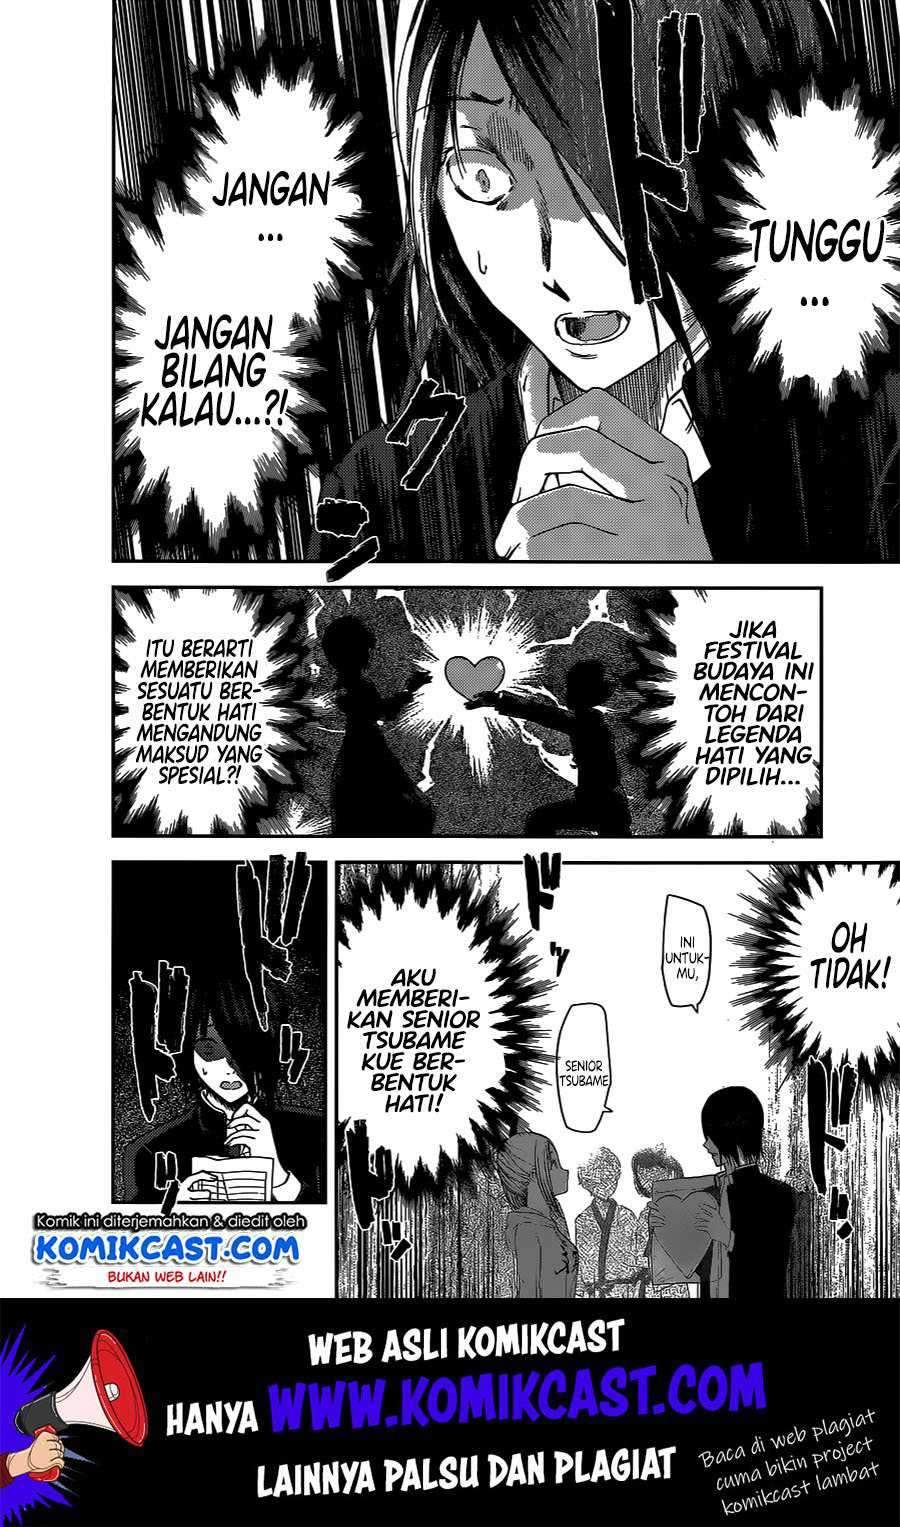 TUNGGU
...
JANGAN
...
JANGAN
BILANG
KALAU...?!
JIKA
FESTIVAL
BUDAYA INI
MENCON-
TOH DARI
LEGENDA
HATI YANG
DIPILIH...
ITU BERARTI
MEMBERIKAN
SESUATU BER-
BENTUK HATI
MENGANDUNG
MAKSUD YANG
SPESIAL?!
OH
TIDAK!
INI
UNTUK-
MU,
SENIOR
TSUBAME
AKU
MEMBERI-
KAN SENIOR
TSUBAME
KUE BER-
BENTUK
HATI!
Komik ini diterjemahkan & diedit oleh
KOMIKCAST.COM
BUKAN WEB LAIN!!
WEB ASLI KOMIKCAST
HANYA WWW.KOMIKCAST.COM
LAINNYA PALSU DAN PLAGIAT
Baca di web plagiat
cuma bikin project
komikcast lambat